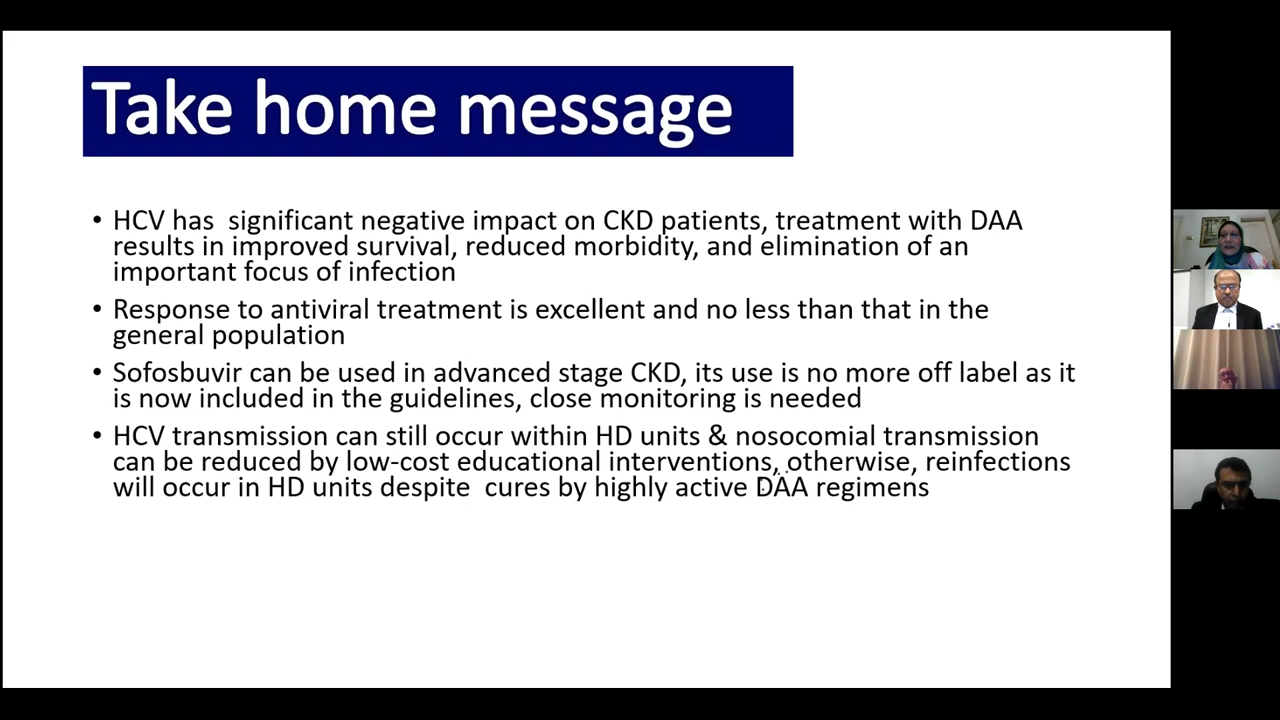 Take home message
• HCV has  significant negative impact on CKD patients, treatment with DAA
results in improved survival, reduced morbidity, and elimination of an
important focus of infection
• Response to antiviral treatment is excellent and no less than that in the
general population
• Sofosbuvir can be used in advanced stage CKD, its use is no more off label as it
is now included in the guidelines, close monitoring is needed
• HCV transmission can still occur within HD units & nosocomial transmission
can be reduced by low-cost educational interventions, otherwise, reinfections
will occur in HD units despite  cures by highly active DAA regimens